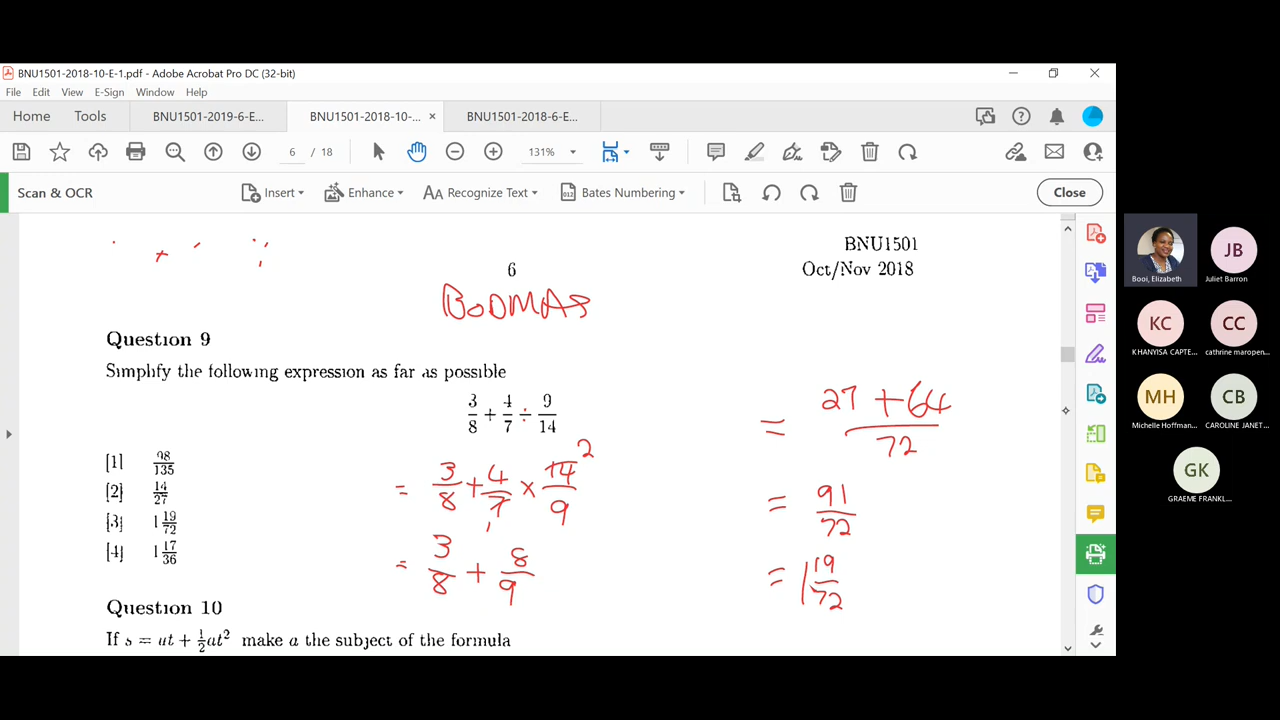 BNU1501-2018-10-E-1.pdf - Adobe Acrobat Pro DC (32-bit)
File Edit View E-Sign Window Help
Home Tools BNU1501-2019-6-E... BNU1501-2018-10-... × BNU1501-2018-6-E...
6 / 18 131%
Scan & OCR Insert Enhance Recognize Text Bates Numbering Close
BNU1501
6 Oct/Nov 2018
BODMAS
Question 9
Simplify the following expression as far as possible
3/8 + 4/7 ÷ 9/14
[1] 98/135
[2] 14/27
[3] 1 19/72
[4] 1 17/36
= 3/8 + 4/7 × 14/9
2
1
= 3/8 + 8/9
= 27 + 64 / 72
= 91/72
= 1 19/72
Question 10
If s = ut + 1/2 at² make a the subject of the formula
Booi, Elizabeth
JB
Juliet Barron
KC
KHANYISA CAPTE...
CC
cathrine maropen...
MH
Michelle Hoffman...
CB
CAROLINE JANET...
GK
GRAEME FRANKL...